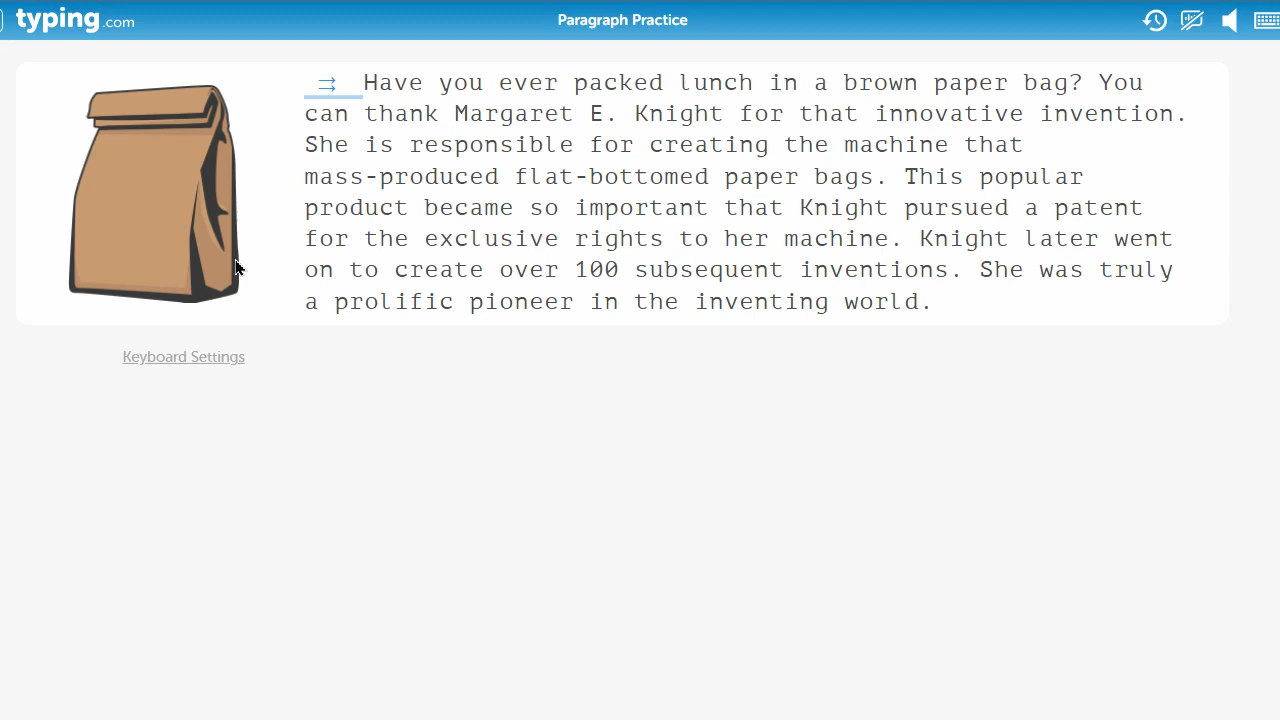 typing.com
Paragraph Practice
Have you ever packed lunch in a brown paper bag? You
can thank Margaret E. Knight for that innovative invention.
She is responsible for creating the machine that
mass-produced flat-bottomed paper bags. This popular
product became so important that Knight pursued a patent
for the exclusive rights to her machine. Knight later went
on to create over 100 subsequent inventions. She was truly
a prolific pioneer in the inventing world.
Keyboard Settings